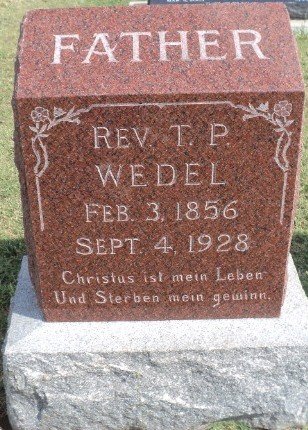 FATHER
REV. T. P.
WEDEL
FEB. 3, 1856
SEPT. 4, 1928
Christus ist mein Leben
Und Sterben mein gewinn.